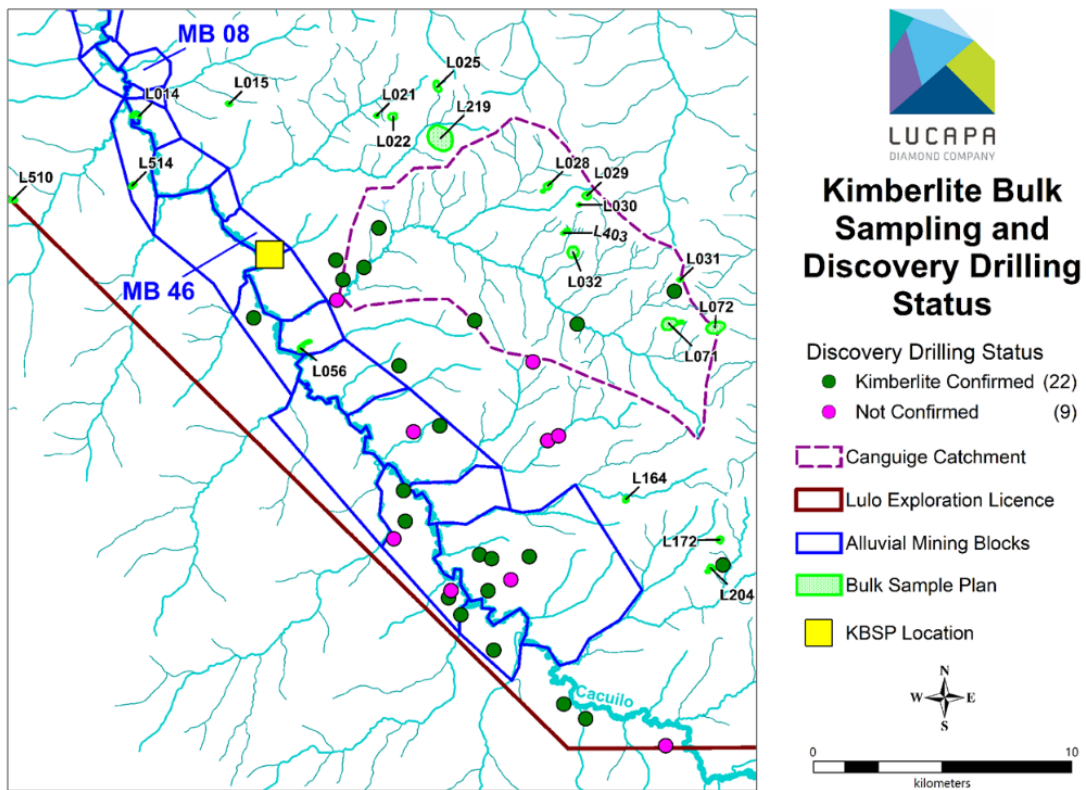 MB 08
L025
L015
L021
L014
L219
L022
L514
L028
L029
L510
L030
L403
L032
L031
MB 46
L072
L071
L056
L164
L172
L204
Cacuilo
LUCAPA
DIAMOND COMPANY
Kimberlite Bulk
Sampling and
Discovery Drilling
Status
Discovery Drilling Status
Kimberlite Confirmed (22)
Not Confirmed (9)
Canguige Catchment
Lulo Exploration Licence
Alluvial Mining Blocks
Bulk Sample Plan
KBSP Location
N
W E
S
0 10
kilometers